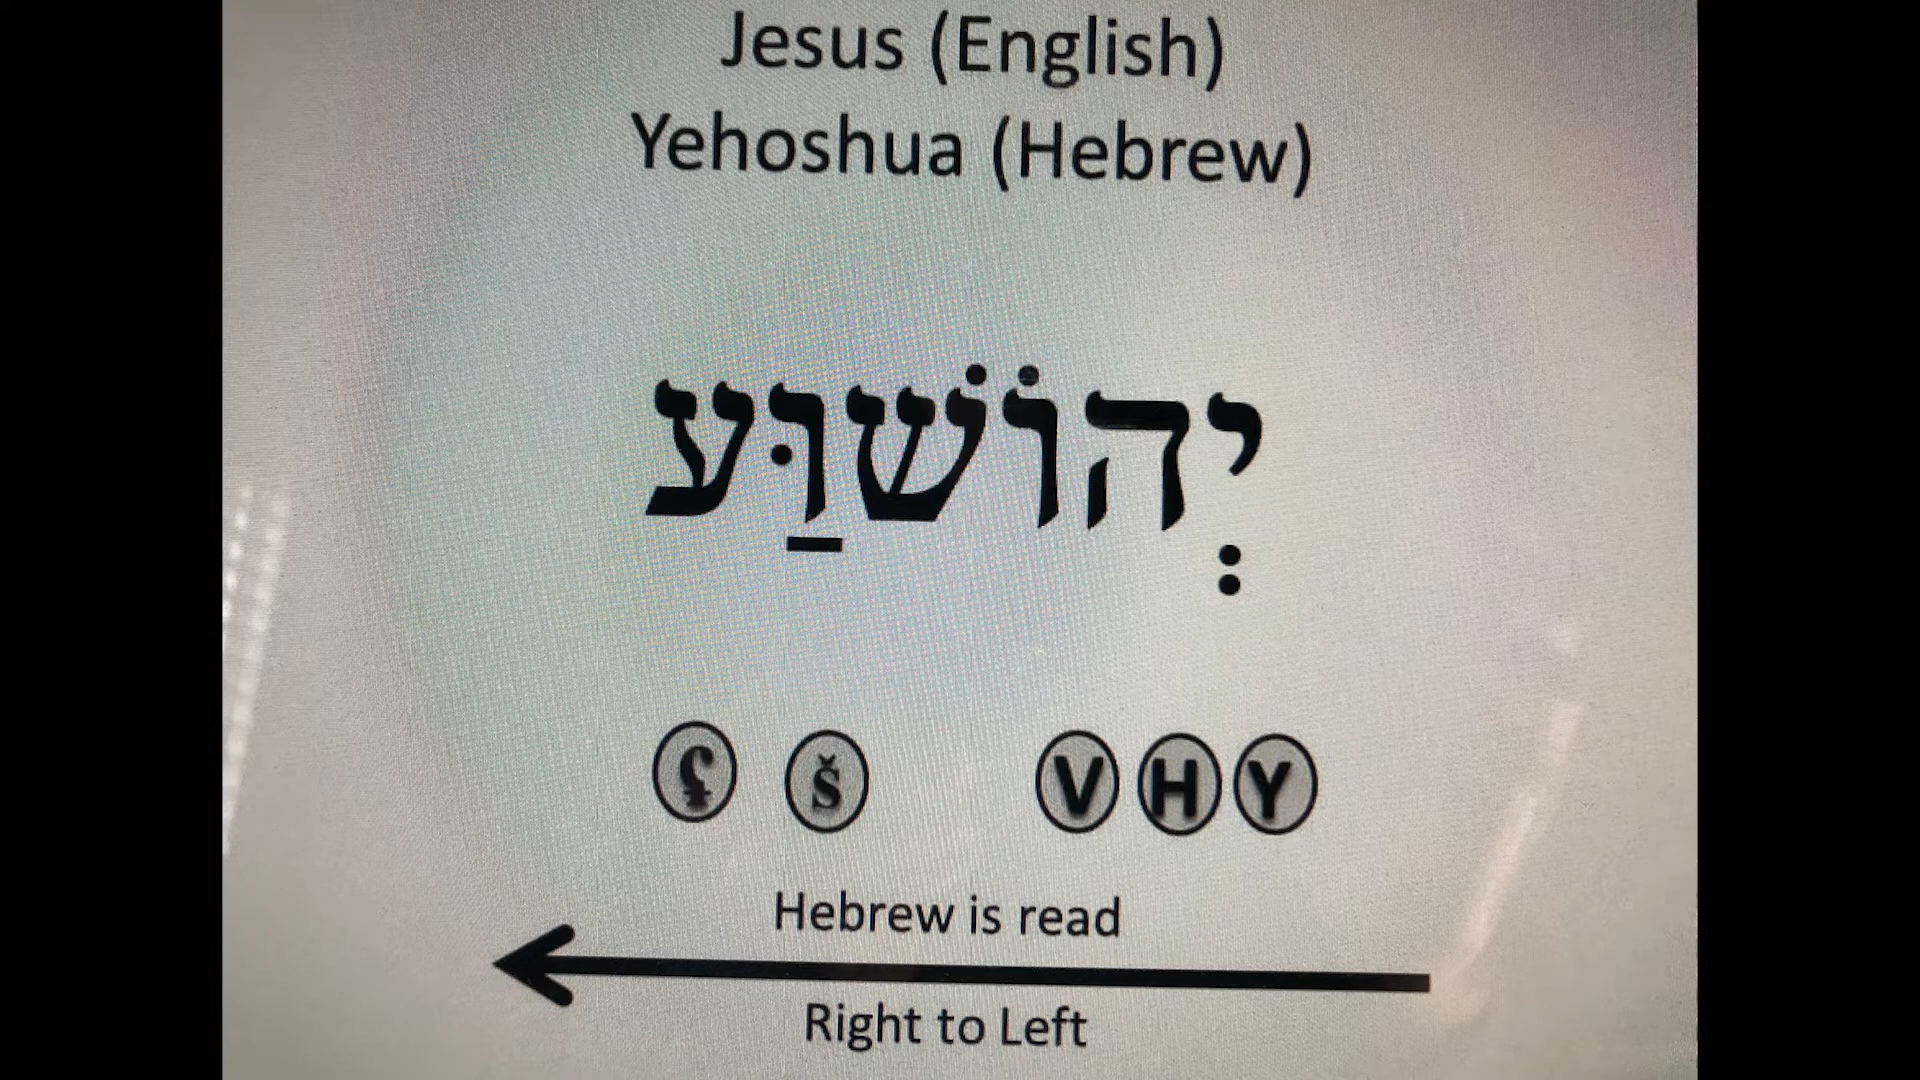 Jesus (English)
Yehoshua (Hebrew)
יְהוֹשׁוַּע
ʕ Š V H Y
Hebrew is read
Right to Left